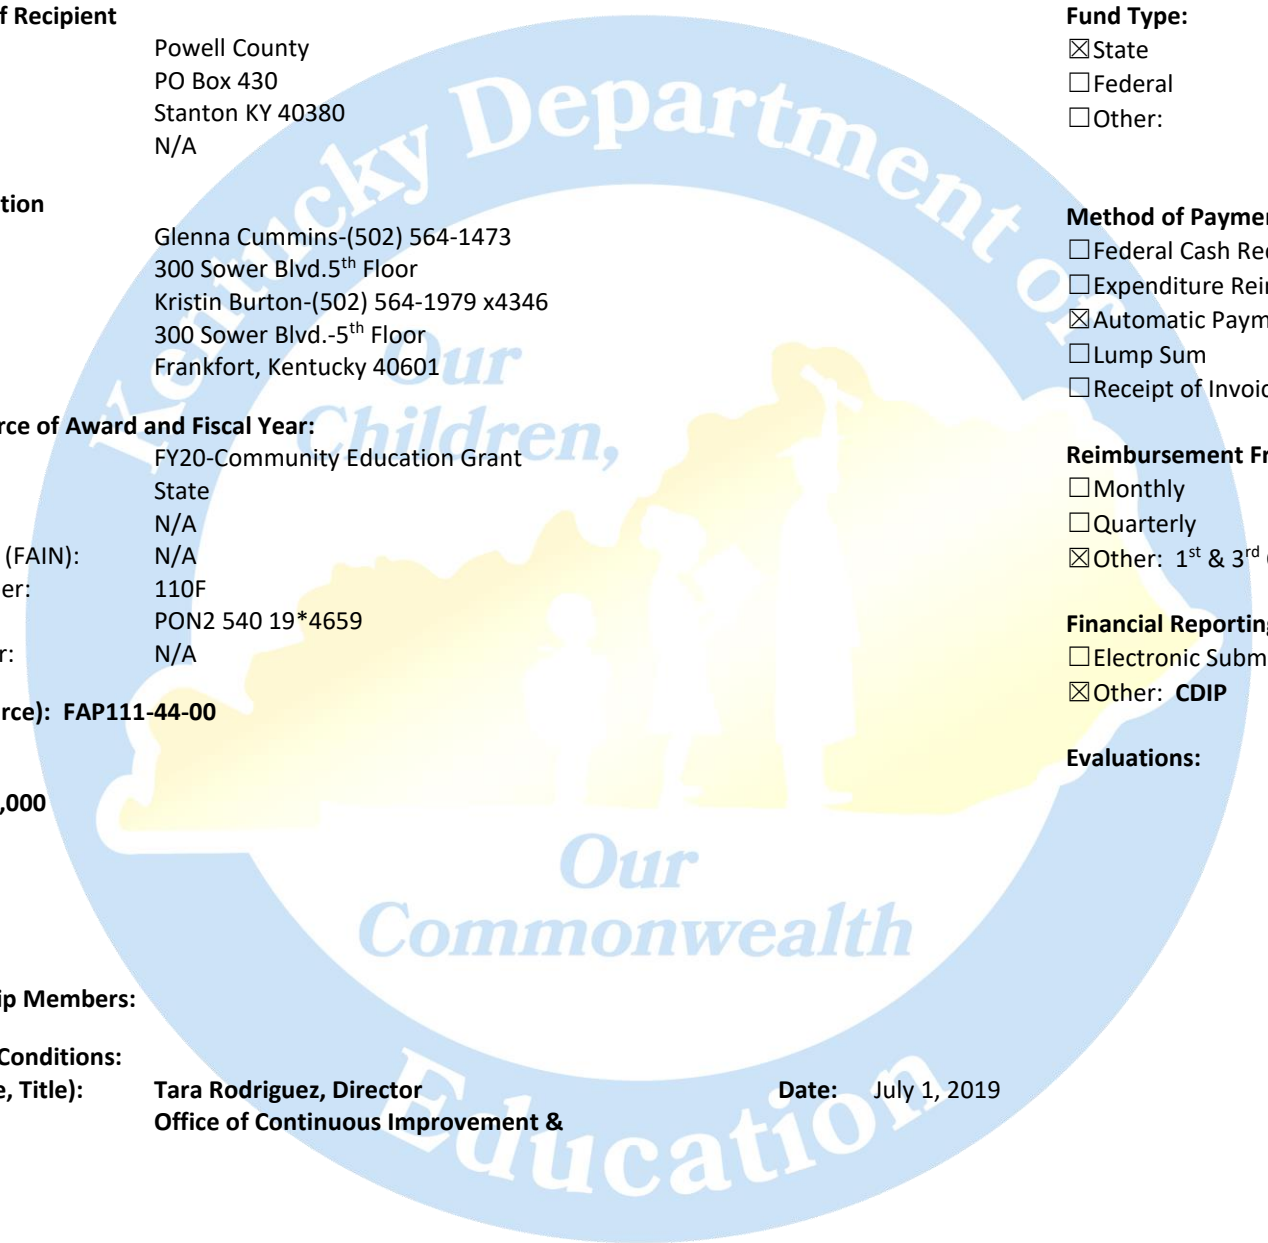 f Recipient
Powell County
PO Box 430
Stanton KY 40380
N/A
tion
Glenna Cummins-(502) 564-1473
300 Sower Blvd.5th Floor
Kristin Burton-(502) 564-1979 x4346
300 Sower Blvd.-5th Floor
Frankfort, Kentucky 40601
rce of Award and Fiscal Year:
FY20-Community Education Grant
State
N/A
(FAIN): N/A
er: 110F
PON2 540 19*4659
r: N/A
rce): FAP111-44-00
,000
ip Members:
Conditions:
e, Title): Tara Rodriguez, Director Date: July 1, 2019
Office of Continuous Improvement &
Fund Type:
☒State
☐Federal
☐Other:
Method of Paymen
☐Federal Cash Rec
☐Expenditure Rei
☒Automatic Paym
☐Lump Sum
☐Receipt of Invoic
Reimbursement Fr
☐Monthly
☐Quarterly
☒Other: 1st & 3rd
Financial Reporting
☐Electronic Subm
☒Other: CDIP
Evaluations:
Kentucky Department of
Education
Our
Children,
Our
Commonwealth